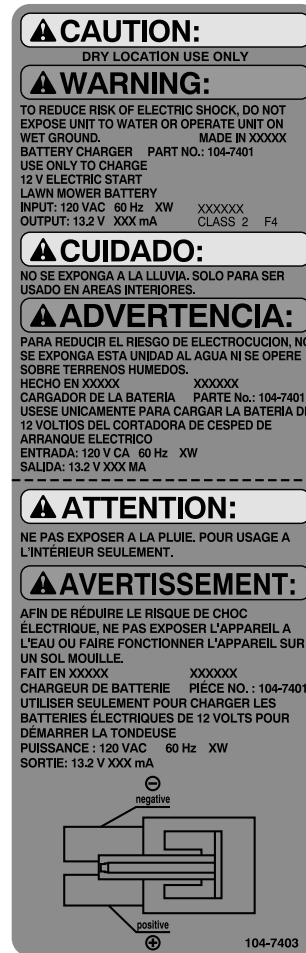 CAUTION:
DRY LOCATION USE ONLY
WARNING:
TO REDUCE RISK OF ELECTRIC SHOCK, DO NOT
EXPOSE UNIT TO WATER OR OPERATE UNIT ON
WET GROUND. MADE IN XXXXX
BATTERY CHARGER PART NO.: 104-7401
USE ONLY TO CHARGE
12 V ELECTRIC START
LAWN MOWER BATTERY
INPUT: 120 VAC 60 Hz XW XXXXXX
OUTPUT: 13.2 V XXX mA CLASS 2 F4
CUIDADO:
NO SE EXPONGA A LA LLUVIA. SOLO PARA SER
USADO EN AREAS INTERIORES.
ADVERTENCIA:
PARA REDUCIR EL RIESGO DE ELECTROCUCION, NO
SE EXPONGA ESTA UNIDAD AL AGUA NI SE OPERE
SOBRE TERRENOS HUMEDOS.
HECHO EN XXXXX XXXXXX
CARGADOR DE LA BATERIA PARTE No.: 104-7401
USESE UNICAMENTE PARA CARGAR LA BATERIA DE
12 VOLTIOS DEL CORTADORA DE CESPED DE
ARRANQUE ELECTRICO
ENTRADA: 120 V CA 60 Hz XW
SALIDA: 13.2 V XXX MA
ATTENTION:
NE PAS EXPOSER A LA PLUIE. POUR USAGE A
L'INTÉRIEUR SEULEMENT.
AVERTISSEMENT:
AFIN DE RÉDUIRE LE RISQUE DE CHOC
ÉLECTRIQUE, NE PAS EXPOSER L'APPAREIL A
L'EAU OU FAIRE FONCTIONNER L'APPAREIL SUR
UN SOL MOUILLE.
FAIT EN XXXXX XXXXXX
CHARGEUR DE BATTERIE PIÉCE NO. : 104-7401
UTILISER SEULEMENT POUR CHARGER LES
BATTERIES ÉLECTRIQUES DE 12 VOLTS POUR
DÉMARRER LA TONDEUSE
PUISSANCE : 120 VAC 60 Hz XW
SORTIE: 13.2 V XXX mA
negative
positive
104-7403